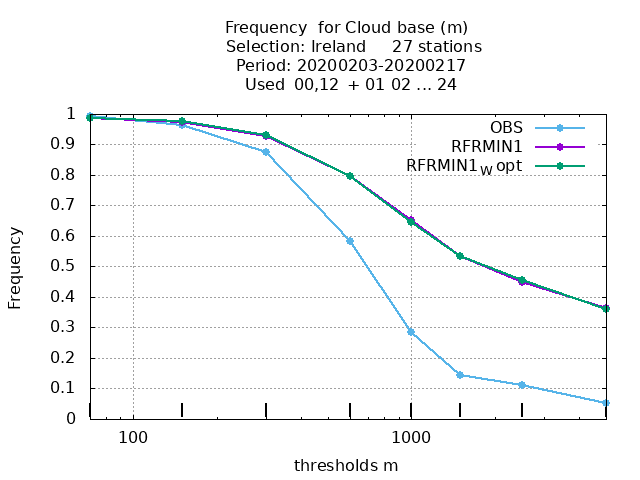 Frequency  for Cloud base (m)
Selection: Ireland     27 stations
Period: 20200203-20200217
Used  00,12  + 01 02 ... 24
OBS
RFRMIN1
RFRMIN1W opt
1
0.9
0.8
0.7
0.6
0.5
0.4
0.3
0.2
0.1
0
Frequency
100
1000
thresholds m